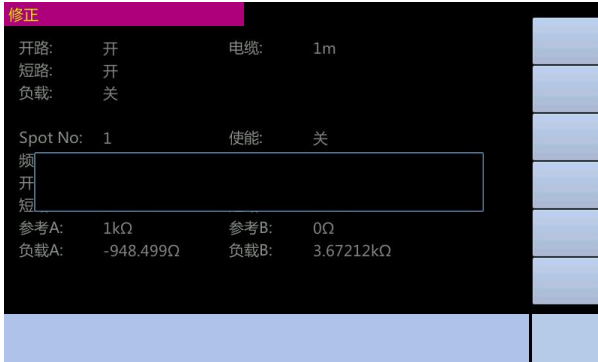 修正
开路: 开 电缆: 1m
短路: 开
负载: 关
Spot No: 1 使能: 关
频
开
短
参考A: 1kΩ 参考B: 0Ω
负载A: -948.499Ω 负载B: 3.67212kΩ